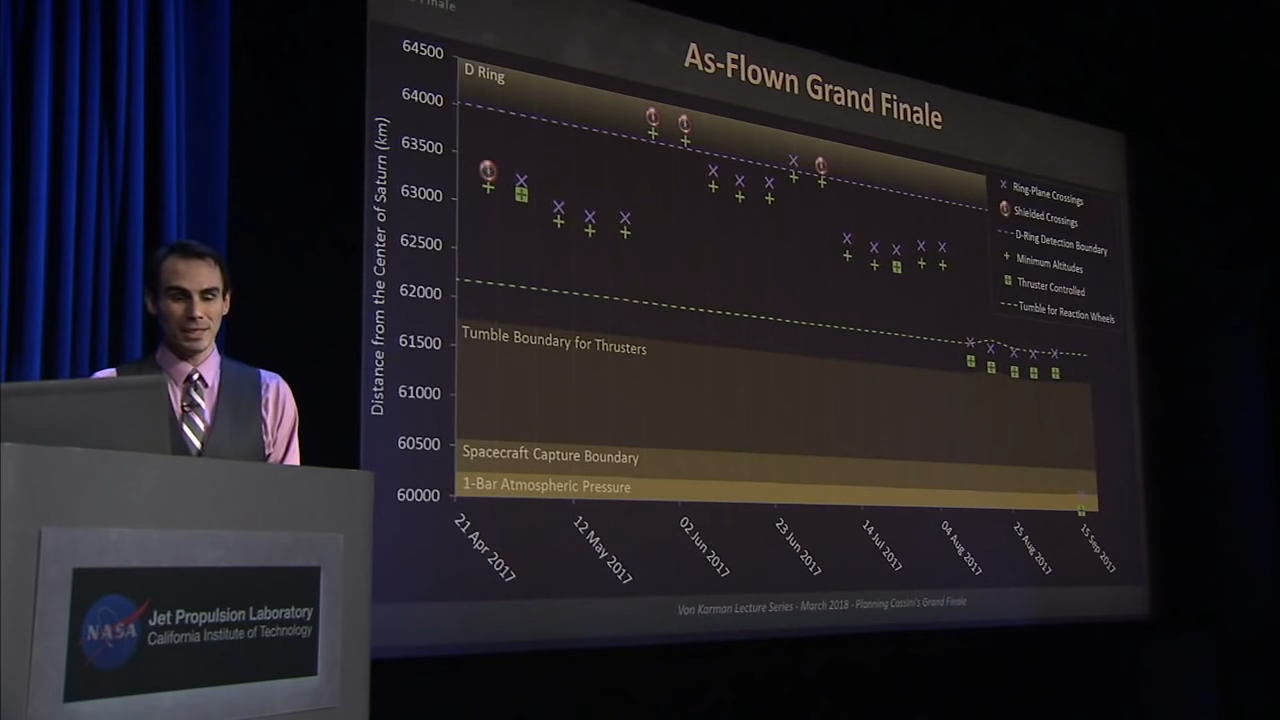 Finale
As-Flown Grand Finale
Distance from the Center of Saturn (km)
64500
64000
63500
63000
62500
62000
61500
61000
60500
60000
D Ring
Tumble Boundary for Thrusters
Spacecraft Capture Boundary
1-Bar Atmospheric Pressure
Ring-Plane Crossings
Shielded Crossings
D-Ring Detection Boundary
Minimum Altitudes
Thruster Controlled
Tumble for Reaction Wheels
21 Apr 2017
12 May 2017
02 Jun 2017
23 Jun 2017
14 Jul 2017
04 Aug 2017
25 Aug 2017
15 Sep 2017
Von Karman Lecture Series - March 2018 - Planning Cassini's Grand Finale
NASA
Jet Propulsion Laboratory
California Institute of Technology